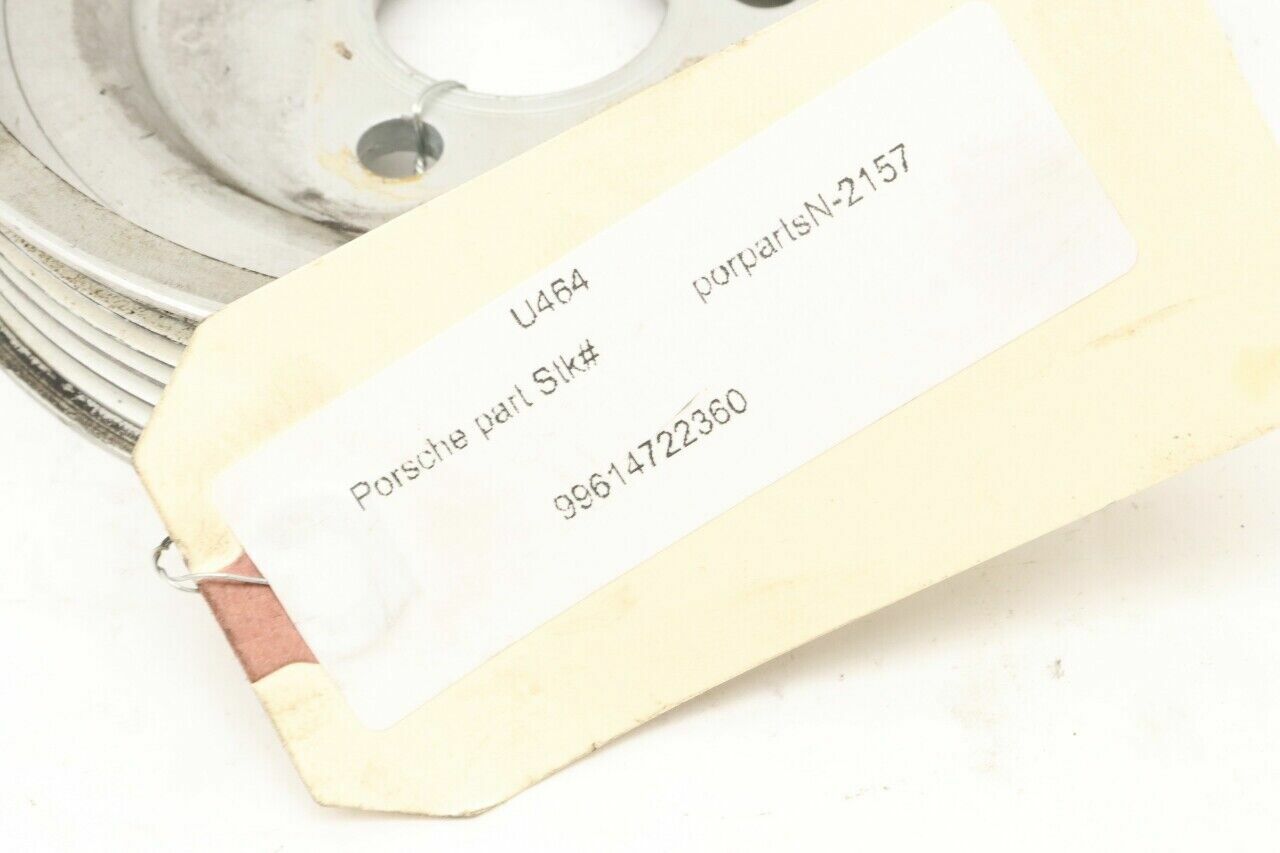 U464
Porsche part Stk#
porpartsN-2157
99614722360